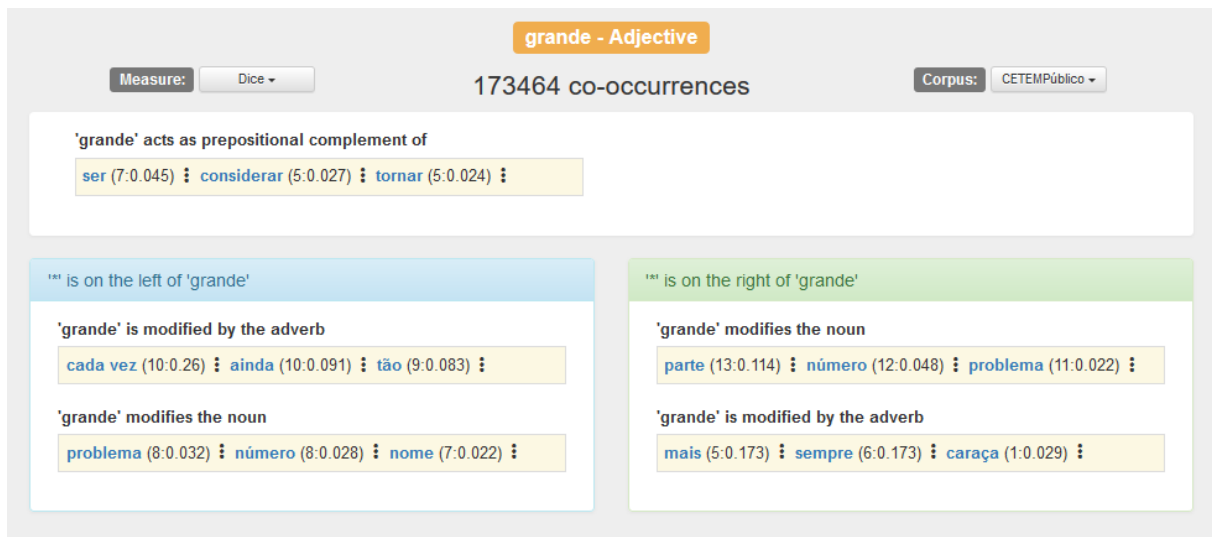 grande - Adjective
Measure: Dice
173464 co-occurrences
Corpus: CETEMPúblico
'grande' acts as prepositional complement of
ser (7:0.045) ⋮ considerar (5:0.027) ⋮ tornar (5:0.024) ⋮
'*' is on the left of 'grande'
'grande' is modified by the adverb
cada vez (10:0.26) ⋮ ainda (10:0.091) ⋮ tão (9:0.083) ⋮
'grande' modifies the noun
problema (8:0.032) ⋮ número (8:0.028) ⋮ nome (7:0.022) ⋮
'*' is on the right of 'grande'
'grande' modifies the noun
parte (13:0.114) ⋮ número (12:0.048) ⋮ problema (11:0.022) ⋮
'grande' is modified by the adverb
mais (5:0.173) ⋮ sempre (6:0.173) ⋮ caraça (1:0.029) ⋮